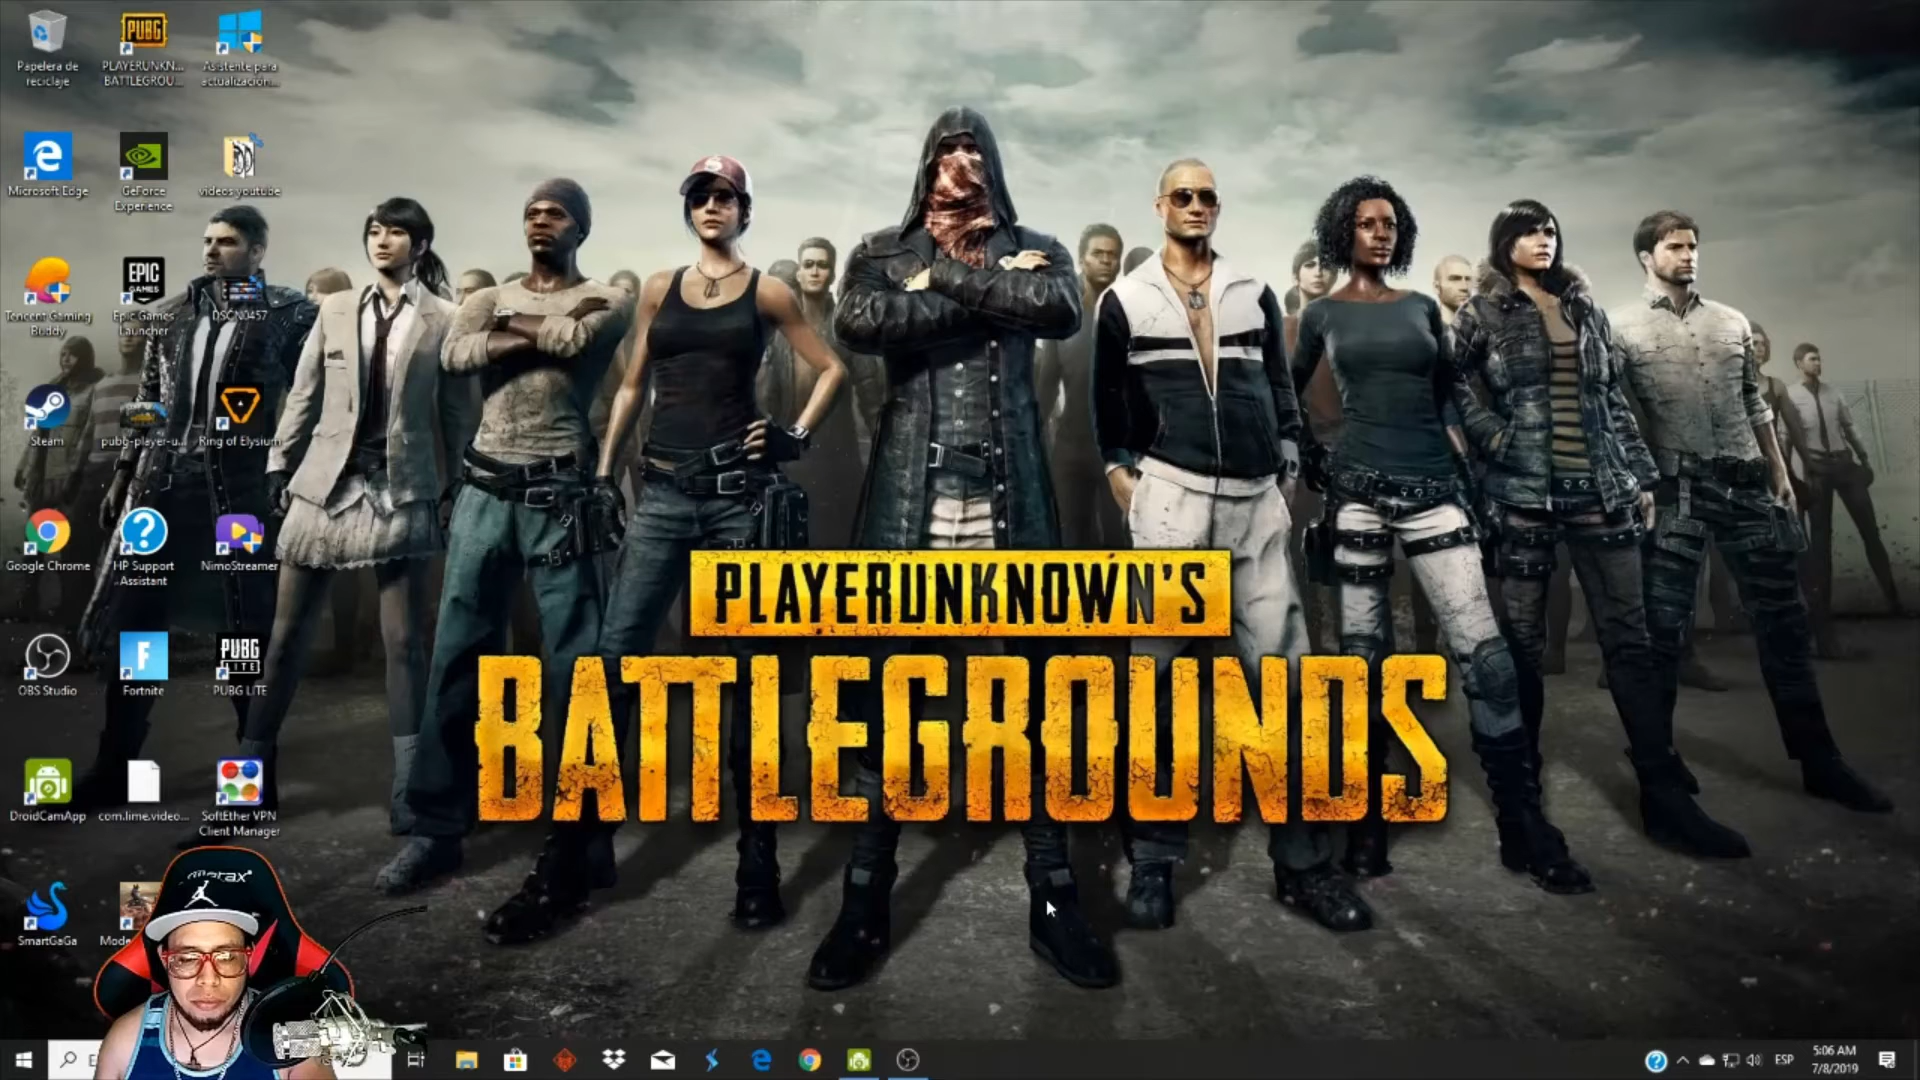 Papelera de
reciclaje
PUBG
PLAYERUNKN...
BATTLEGROU...
Asistente para
actualización...
Microsoft Edge
GeForce
Experience
videos youtube
Tencent Gaming
Buddy
EPIC
GAMES
Epic Games
Launcher
DSCN0457
Steam
pubg-player-u...
Ring of Elysium
Google Chrome
HP Support
Assistant
NimoStreamer
OBS Studio
Fortnite
PUBG
LITE
PUBG LITE
DroidCamApp
com.lime.video...
SoftEther VPN
Client Manager
SmartGaGa
PLAYERUNKNOWN'S
BATTLEGROUNDS
ESP
5:06 AM
7/8/2019